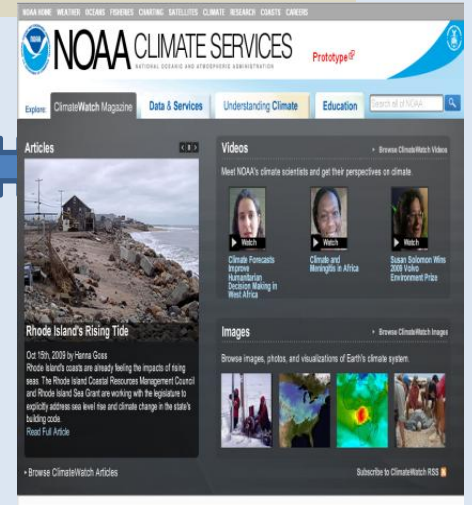 NOAA HOME WEATHER OCEANS FISHERIES CHARTING SATELLITES CLIMATE RESEARCH COASTS CAREERS
NOAA CLIMATE SERVICES
NATIONAL OCEANIC AND ATMOSPHERIC ADMINISTRATION
Prototype
Explore: ClimateWatch Magazine Data & Services Understanding Climate Education Search all of NOAA
Articles
Rhode Island's Rising Tide
Oct 15th, 2009 by Hanna Goss
Rhode Island's coasts are already feeling the impacts of rising
seas. The Rhode Island Coastal Resources Management Council
and Rhode Island Sea Grant are working with the legislature to
explicitly address sea level rise and climate change in the state's
building code.
Read Full Article
Browse ClimateWatch Articles
Videos
Browse ClimateWatch Videos
Meet NOAA's climate scientists and get their perspectives on climate.
Watch
Climate Forecasts
Improve
Humanitarian
Decision Making in
West Africa
Watch
Climate and
Meningitis in Africa
Watch
Susan Solomon Wins
2009 Volvo
Environment Prize
Images
Browse ClimateWatch Images
Browse images, photos, and visualizations of Earth's climate system.
Subscribe to ClimateWatch RSS